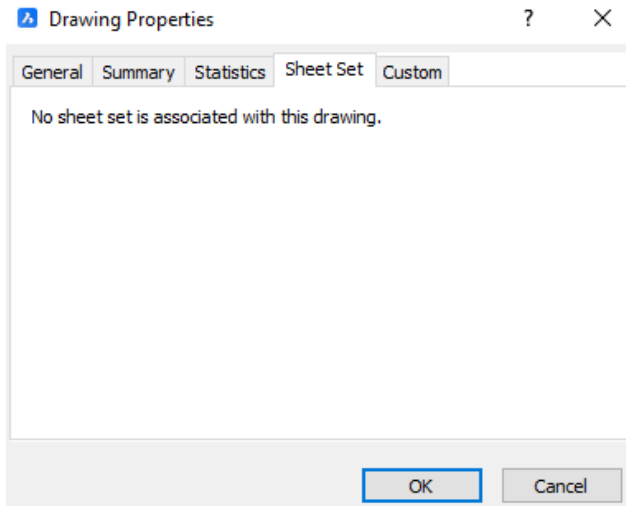 Drawing Properties ?
General Summary Statistics Sheet Set Custom
No sheet set is associated with this drawing.
OK Cancel